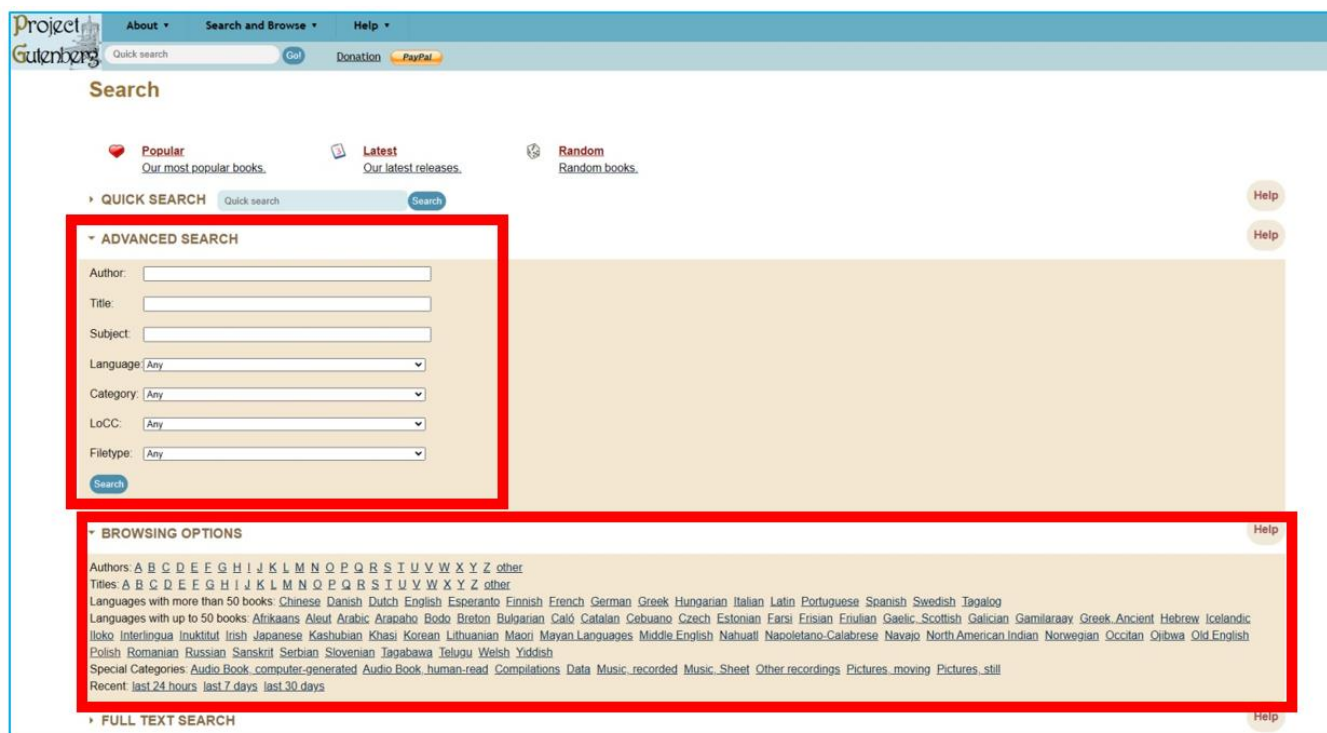 Project Gutenberg
About ▾ Search and Browse ▾ Help ▾
Quick search Go! Donation PayPal
Search
Popular Latest Random
Our most popular books. Our latest releases. Random books.
QUICK SEARCH Quick search Search Help
ADVANCED SEARCH Help
Author:
Title:
Subject:
Language: Any
Category: Any
LoCC: Any
Filetype: Any
Search
BROWSING OPTIONS Help
Authors: A B C D E F G H I J K L M N O P Q R S T U V W X Y Z other
Titles: A B C D E F G H I J K L M N O P Q R S T U V W X Y Z other
Languages with more than 50 books: Chinese Danish Dutch English Esperanto Finnish French German Greek Hungarian Italian Latin Portuguese Spanish Swedish Tagalog
Languages with up to 50 books: Afrikaans Aleut Arabic Arapaho Bodo Breton Bulgarian Caló Catalan Cebuano Czech Estonian Farsi Frisian Friulian Gaelic, Scottish Galician Gamilaraay Greek, Ancient Hebrew Icelandic
Iloko Interlingua Inuktitut Irish Japanese Kashubian Khasi Korean Lithuanian Maori Mayan Languages Middle English Nahuatl Napoletano-Calabrese Navajo North American Indian Norwegian Occitan Ojibwa Old English
Polish Romanian Russian Sanskrit Serbian Slovenian Tagabawa Telugu Welsh Yiddish
Special Categories: Audio Book, computer-generated Audio Book, human-read Compilations Data Music, recorded Music, Sheet Other recordings Pictures, moving Pictures, still
Recent: last 24 hours last 7 days last 30 days
FULL TEXT SEARCH Help